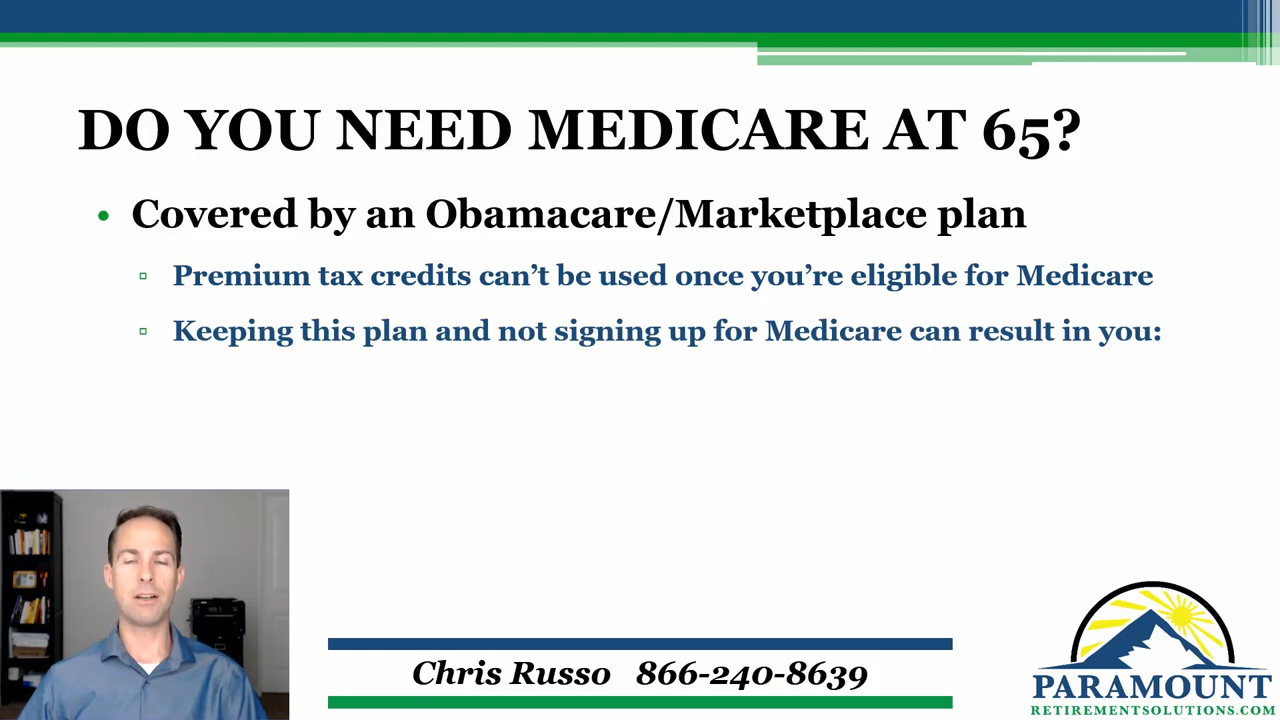 DO YOU NEED MEDICARE AT 65?
• Covered by an Obamacare/Marketplace plan
▫ Premium tax credits can’t be used once you’re eligible for Medicare
▫ Keeping this plan and not signing up for Medicare can result in you:
Chris Russo 866-240-8639
PARAMOUNT
RETIREMENTSOLUTIONS.COM